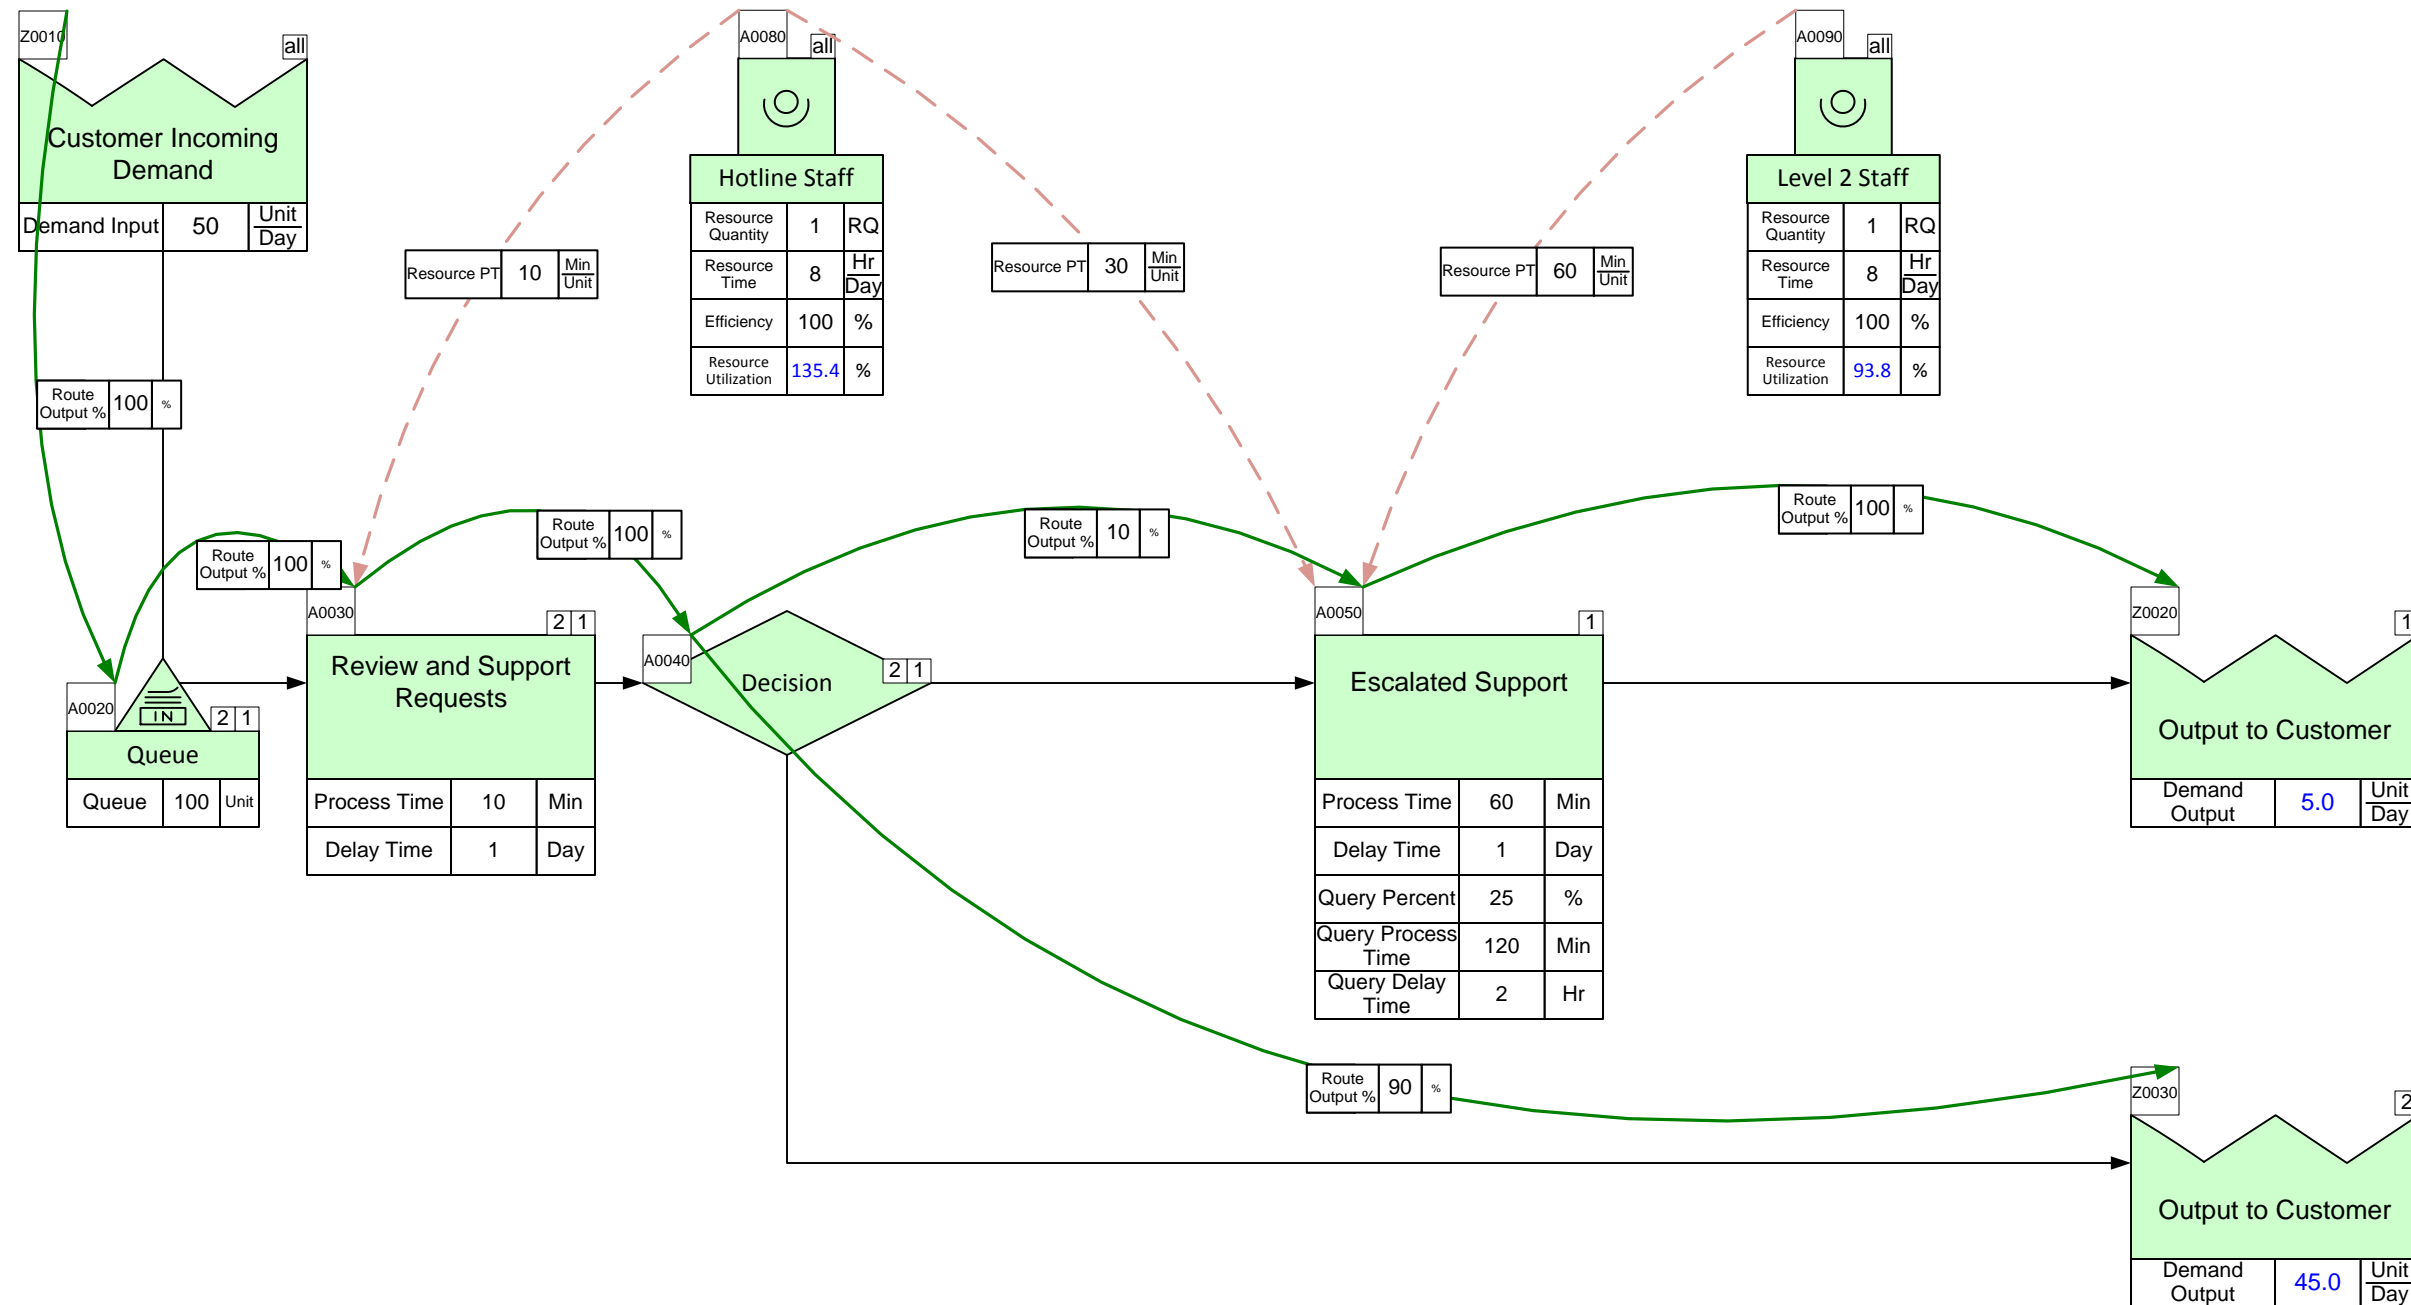 Z0010
all
Customer Incoming
Demand
Demand Input 50 Unit
Day
A0080
all
Hotline Staff
Resource
Quantity 1 RQ
Resource
Time 8 Hr
Day
Efficiency 100 %
Resource
Utilization 135.4 %
A0090
all
Level 2 Staff
Resource
Quantity 1 RQ
Resource
Time 8 Hr
Day
Efficiency 100 %
Resource
Utilization 93.8 %
Resource PT 10 Min
Unit
Resource PT 30 Min
Unit
Resource PT 60 Min
Unit
Route
Output % 100 %
Route
Output % 100 %
Route
Output % 100 %
Route
Output % 10 %
Route
Output % 100 %
A0020
IN
2 1
Queue
Queue 100 Unit
A0030
2 1
Review and Support
Requests
Process Time 10 Min
Delay Time 1 Day
A0040
2 1
Decision
A0050
1
Escalated Support
Process Time 60 Min
Delay Time 1 Day
Query Percent 25 %
Query Process
Time 120 Min
Query Delay
Time 2 Hr
Z0020
1
Output to Customer
Demand
Output 5.0 Unit
Day
Route
Output % 90 %
Z0030
2
Output to Customer
Demand
Output 45.0 Unit
Day